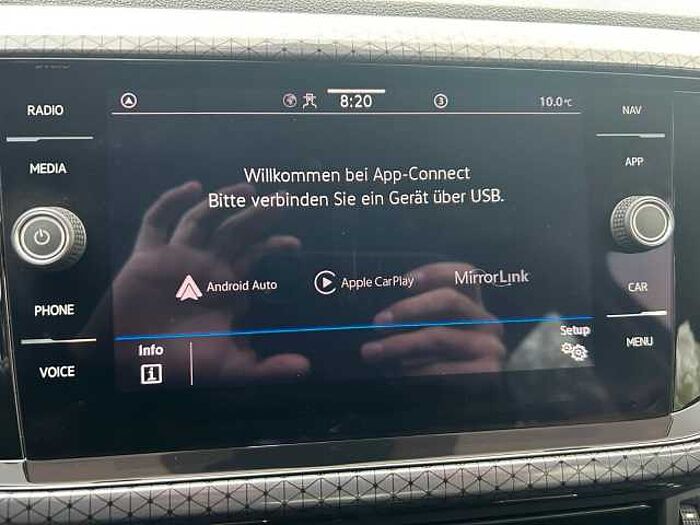 RADIO
8:20
3
10.0°C
NAV
MEDIA
Willkommen bei App-Connect
Bitte verbinden Sie ein Gerät über USB.
APP
Android Auto
Apple CarPlay
MirrorLink
PHONE
CAR
Info
Setup
VOICE
MENU